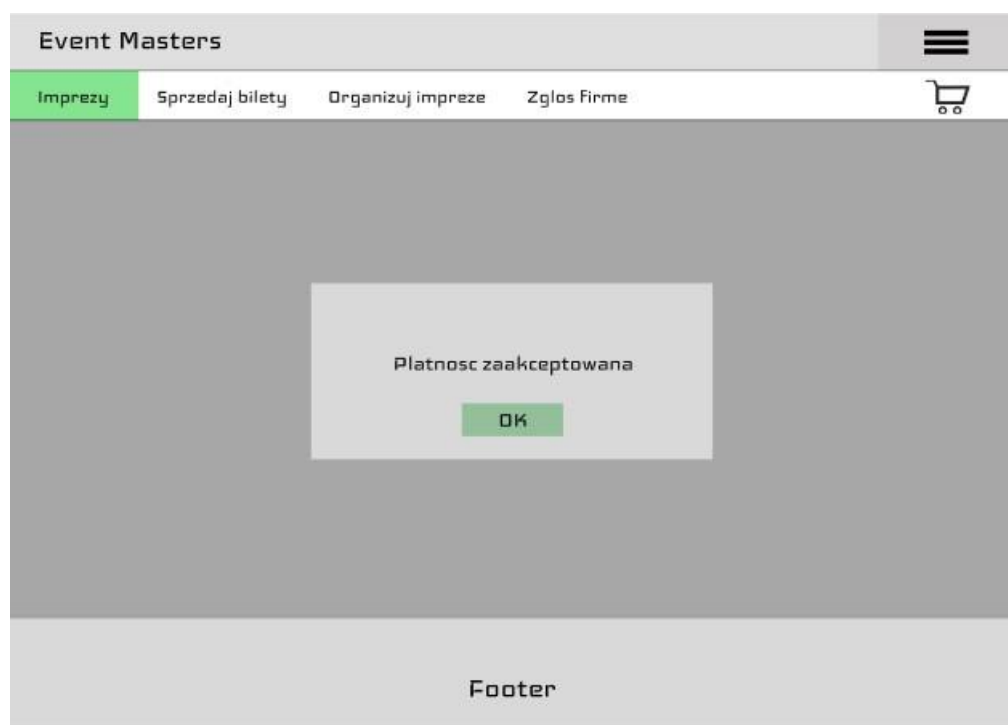 Event Masters
Imprezy Sprzedaj bilety Organizuj impreze Zglos Firme
Platnosc zaakceptowana
OK
Footer